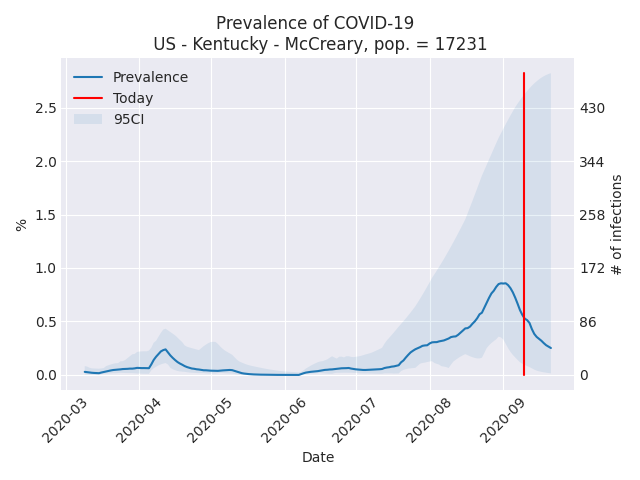 Prevalence of COVID-19
US - Kentucky - McCreary, pop. = 17231
Prevalence
Today
95CI
%
2.5
2.0
1.5
1.0
0.5
0.0
430
344
258
172
86
0
# of infections
2020-03
2020-04
2020-05
2020-06
2020-07
2020-08
2020-09
Date